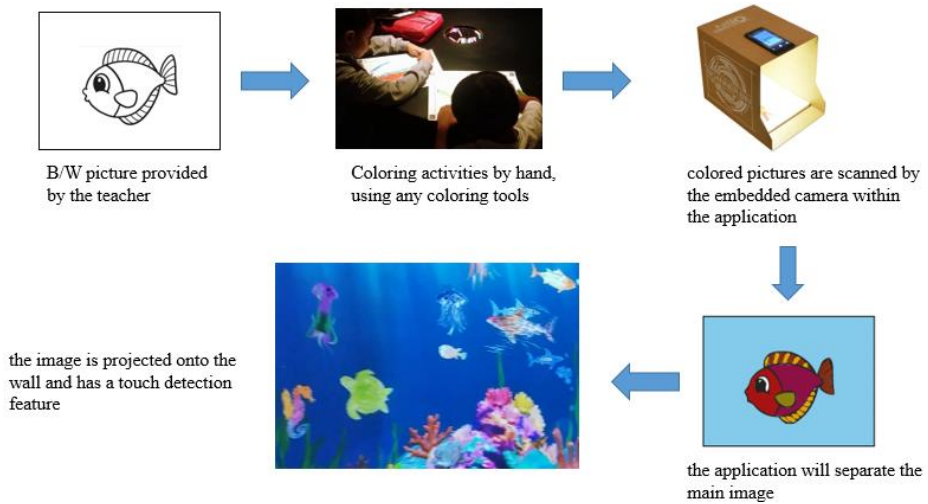 B/W picture provided
by the teacher
Coloring activities by hand,
using any coloring tools
colored pictures are scanned by
the embedded camera within
the application
the image is projected onto the
wall and has a touch detection
feature
the application will separate the
main image